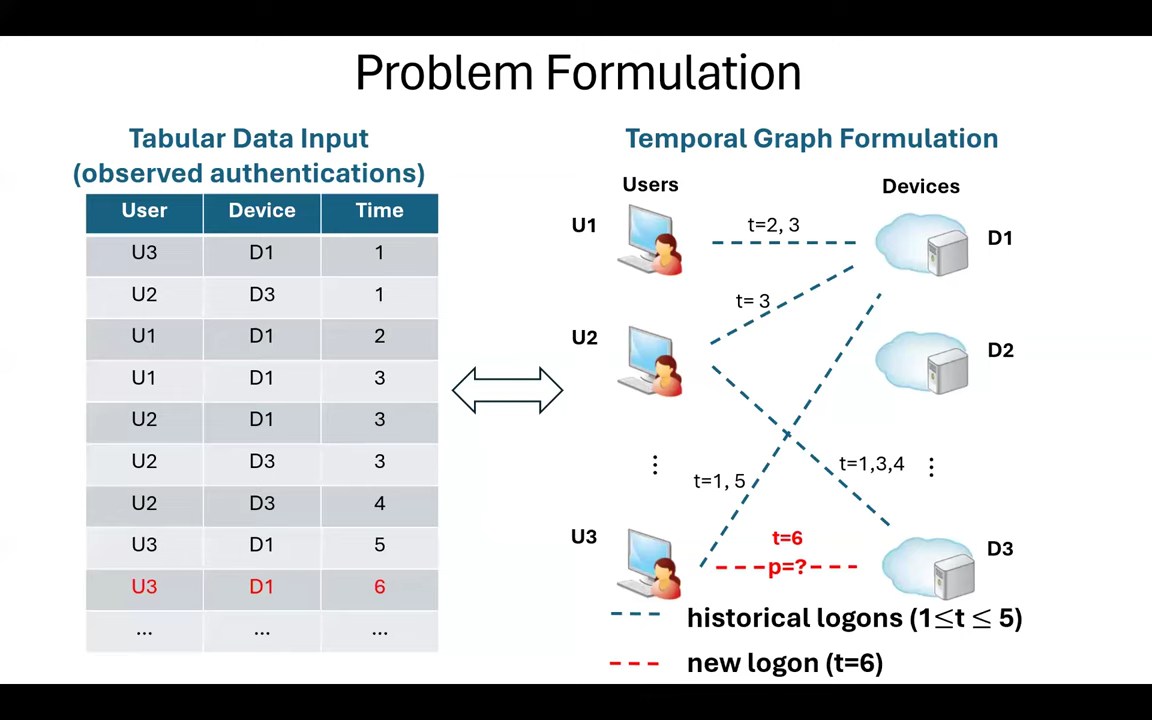 Problem Formulation
Tabular Data Input
(observed authentications)
User Device Time
U3 D1 1
U2 D3 1
U1 D1 2
U1 D1 3
U2 D1 3
U2 D3 3
U2 D3 4
U3 D1 5
U3 D1 6
... ... ...
Temporal Graph Formulation
Users Devices
U1 t=2, 3 D1
t= 3
U2 D2
⋮ t=1,3,4 ⋮
t=1, 5
t=6
U3 p=? D3
historical logons (1≤t ≤ 5)
new logon (t=6)